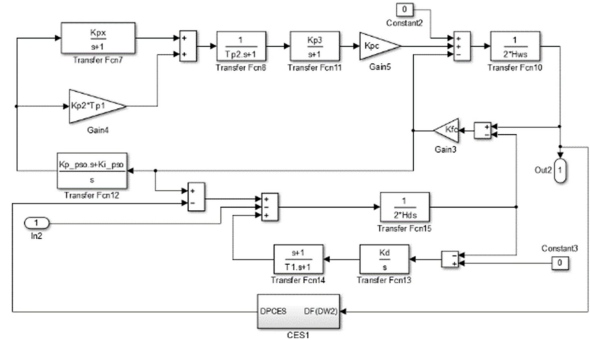 0
Constant2
Kpx
s+1
Transfer Fcn7
1
Tp2.s+1
Transfer Fcn8
Kp3
s+1
Transfer Fcn11
Kpc
Gain5
1
2*Hws
Transfer Fcn10
Kp2*Tp1
Gain4
Kfc
Gain3
1
Out2
Kp_pso.s+Ki_pso
s
Transfer Fcn12
1
In2
1
2*Hds
Transfer Fcn15
s+1
T1.s+1
Transfer Fcn14
Kd
s
Transfer Fcn13
Constant3
0
DPCES DF(DW2)
CES1